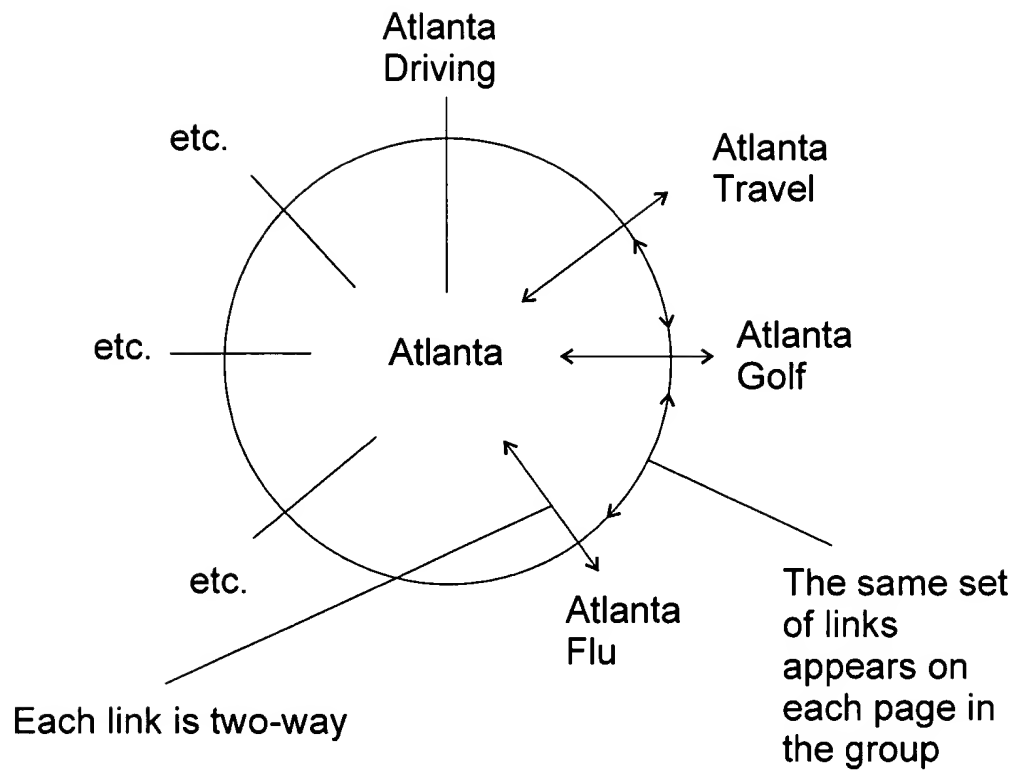 Atlanta
Driving
etc.
Atlanta
Travel
etc.
Atlanta
Atlanta
Golf
etc.
Atlanta
Flu
The same set
of links
appears on
each page in
the group
Each link is two-way